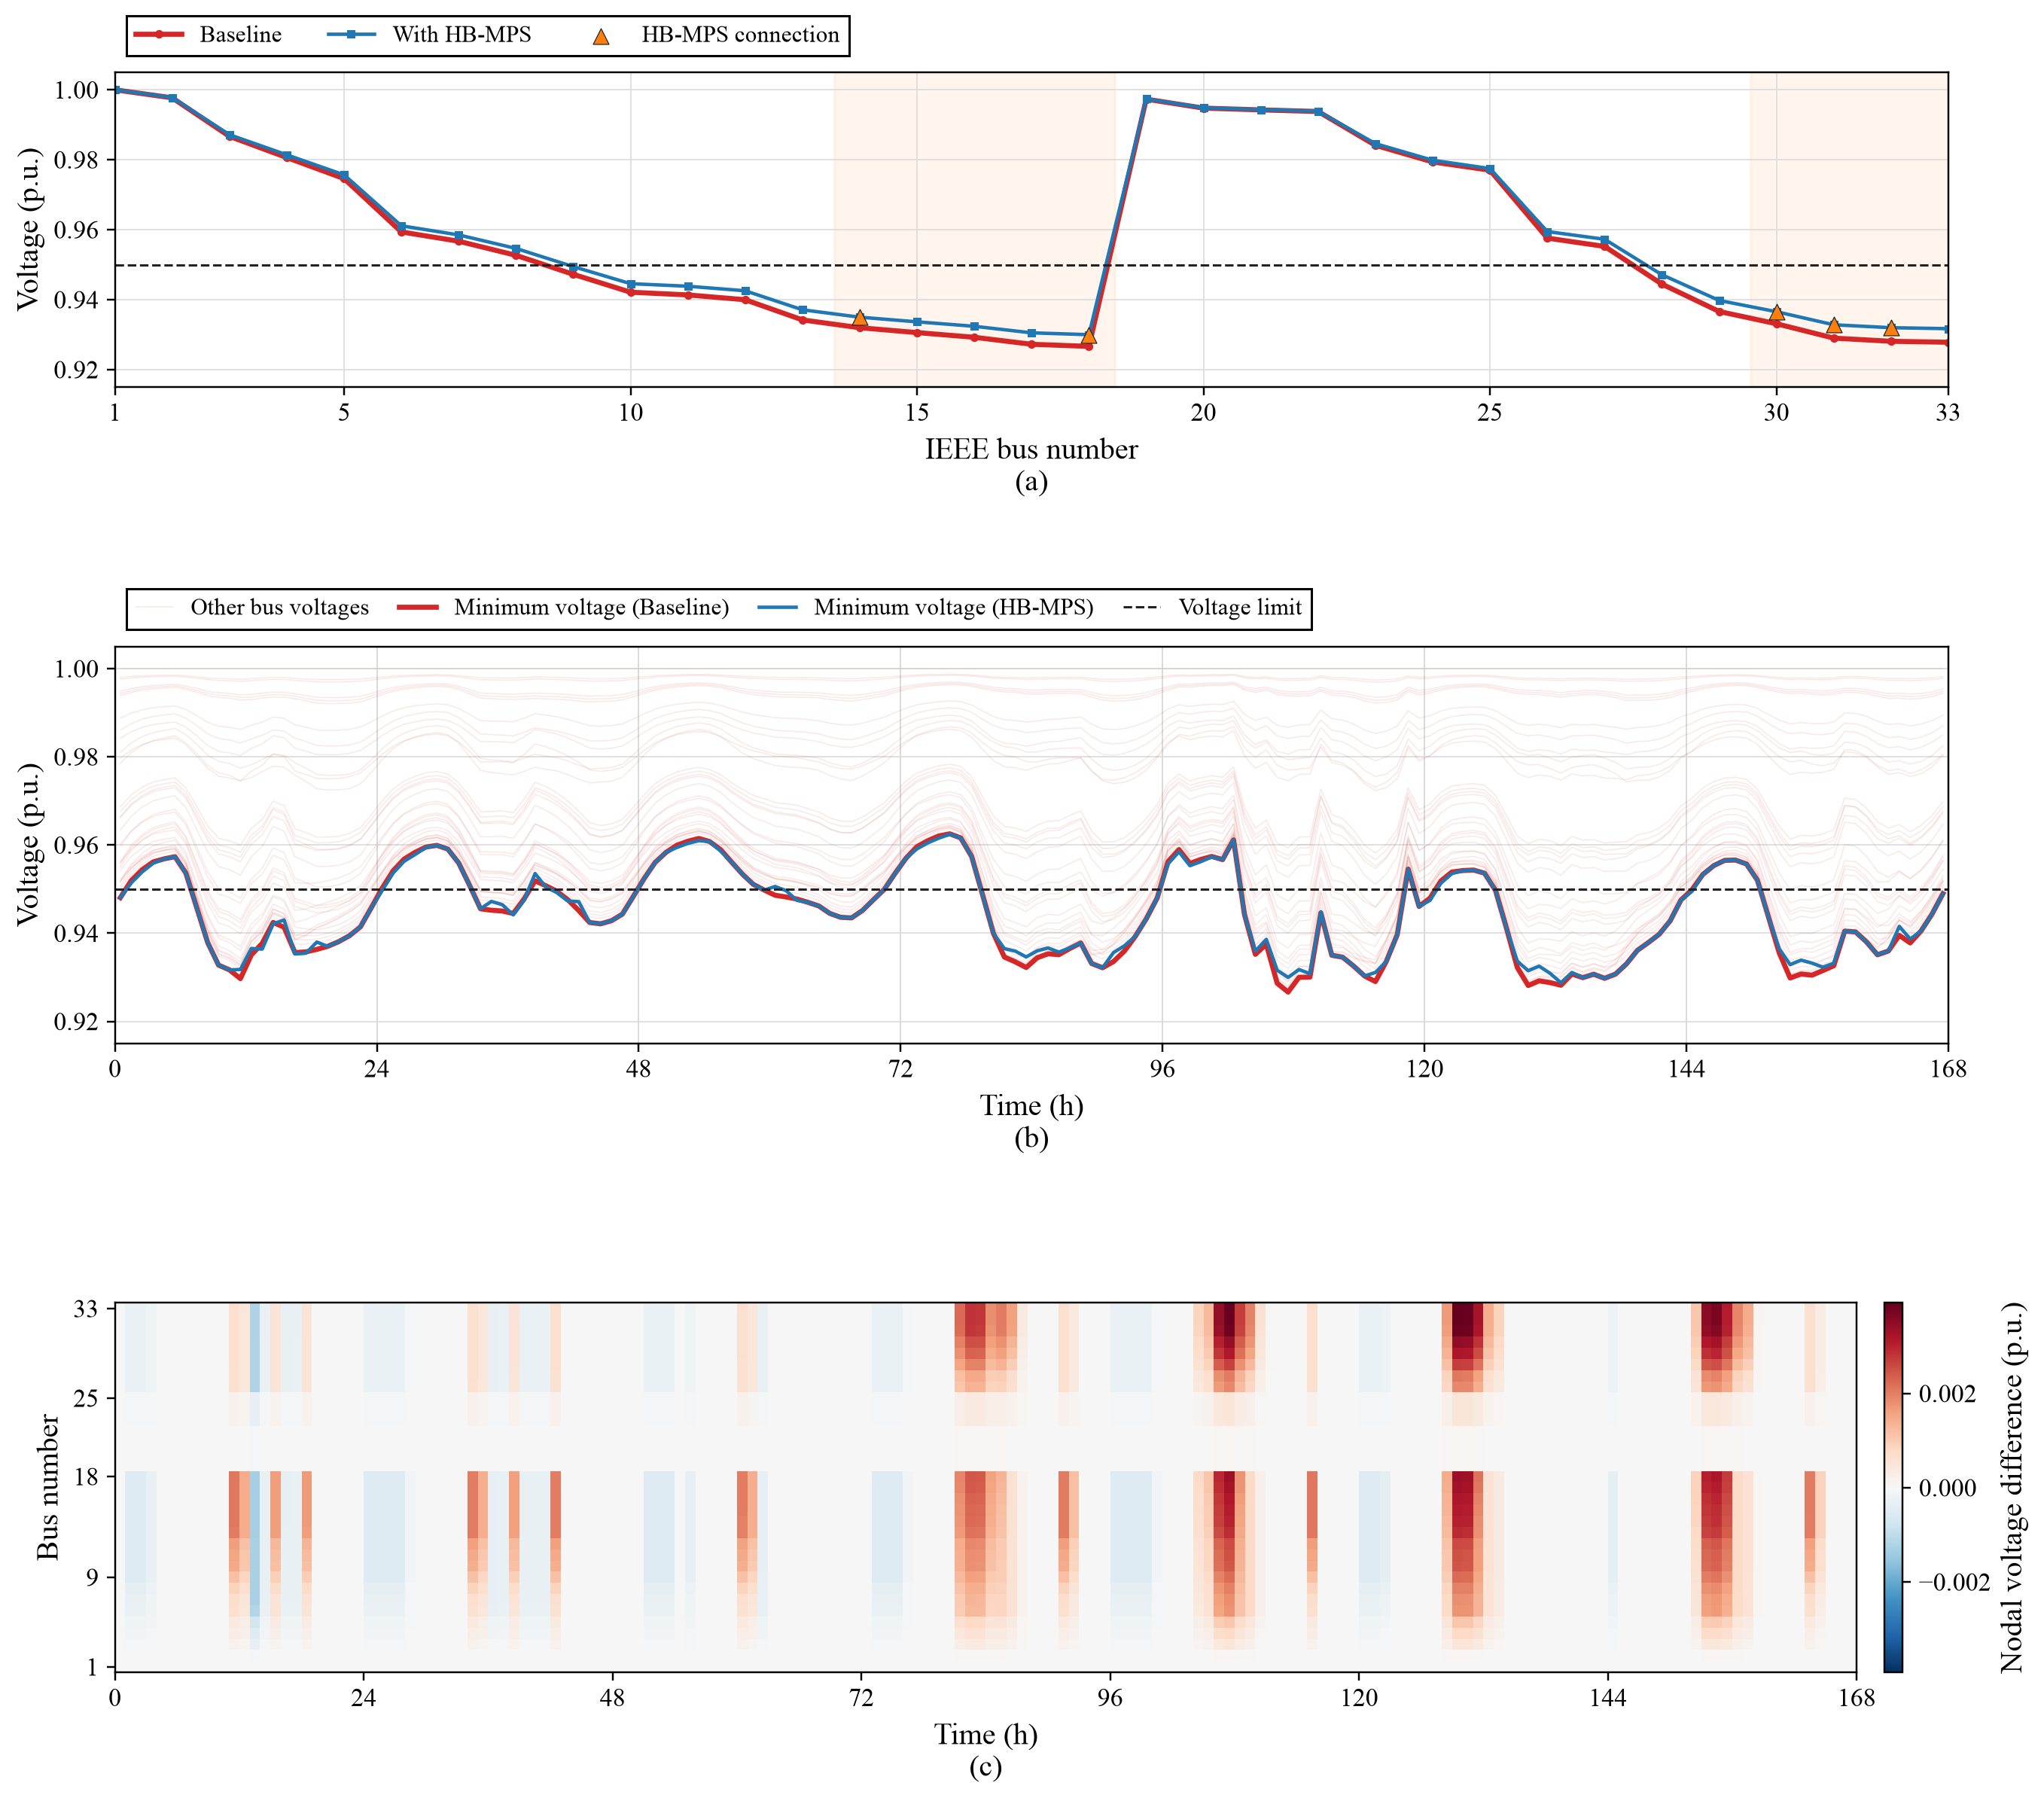 Baseline With HB-MPS HB-MPS connection
1.00
0.98
0.96
0.94
0.92
Voltage (p.u.)
1 5 10 15 20 25 30 33
IEEE bus number
(a)
Other bus voltages Minimum voltage (Baseline) Minimum voltage (HB-MPS) Voltage limit
1.00
0.98
0.96
0.94
0.92
Voltage (p.u.)
0 24 48 72 96 120 144 168
Time (h)
(b)
33
25
18
9
1
Bus number
0 24 48 72 96 120 144 168
Time (h)
(c)
0.002
0.000
−0.002
Nodal voltage difference (p.u.)